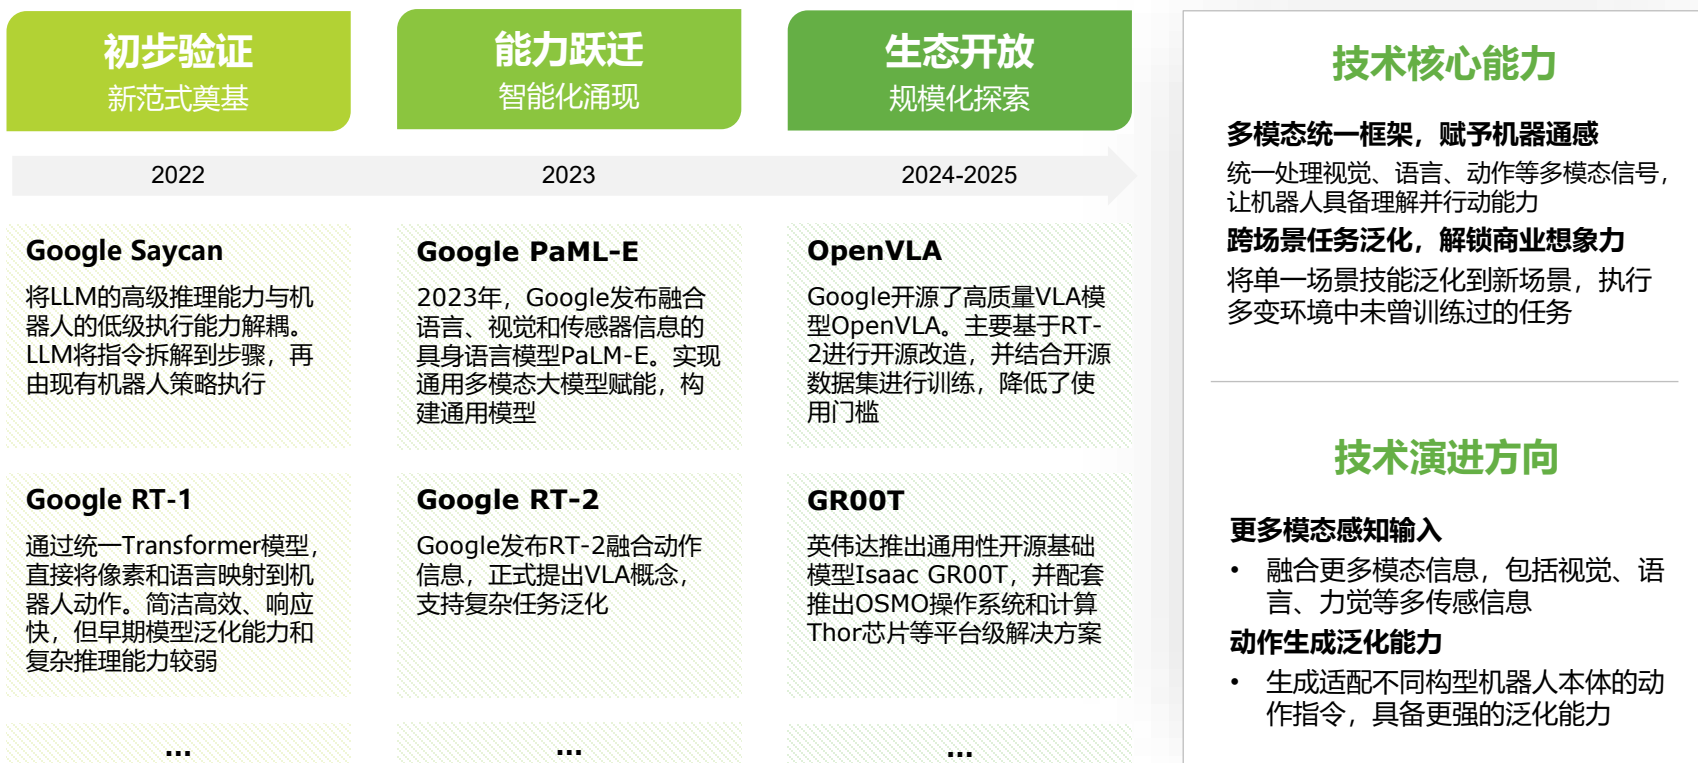 初步验证
新范式奠基
能力跃迁
智能化涌现
生态开放
规模化探索
2022
2023
2024-2025
Google Saycan
将LLM的高级推理能力与机
器人的低级执行能力解耦。
LLM将指令拆解到步骤，再
由现有机器人策略执行
Google PaML-E
2023年，Google发布融合
语言、视觉和传感器信息的
具身语言模型PaLM-E。实现
通用多模态大模型赋能，构
建通用模型
OpenVLA
Google开源了高质量VLA模
型OpenVLA。主要基于RT-
2进行开源改造，并结合开源
数据集进行训练，降低了使
用门槛
Google RT-1
通过统一Transformer模型，
直接将像素和语言映射到机
器人动作。简洁高效、响应
快，但早期模型泛化能力和
复杂推理能力较弱
Google RT-2
Google发布RT-2融合动作
信息，正式提出VLA概念，
支持复杂任务泛化
GR00T
英伟达推出通用性开源基础
模型Isaac GR00T，并配套
推出OSMO操作系统和计算
Thor芯片等平台级解决方案
...
...
...
技术核心能力
多模态统一框架，赋予机器通感
统一处理视觉、语言、动作等多模态信号，
让机器人具备理解并行动能力
跨场景任务泛化，解锁商业想象力
将单一场景技能泛化到新场景，执行
多变环境中未曾训练过的任务
技术演进方向
更多模态感知输入
• 融合更多模态信息，包括视觉、语
言、力觉等多传感信息
动作生成泛化能力
• 生成适配不同构型机器人本体的动
作指令，具备更强的泛化能力